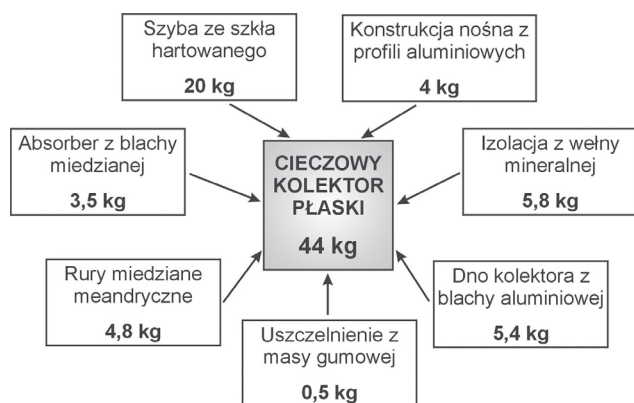 Szyba ze szkła
hartowanego
20 kg
Konstrukcja nośna z
profili aluminiowych
4 kg
Absorber z blachy
miedzianej
3,5 kg
CIECZOWY
KOLEKTOR
PŁASKI
44 kg
Izolacja z wełny
mineralnej
5,8 kg
Rury miedziane
meandryczne
4,8 kg
Uszczelnienie z
masy gumowej
0,5 kg
Dno kolektora z
blachy aluminiowej
5,4 kg